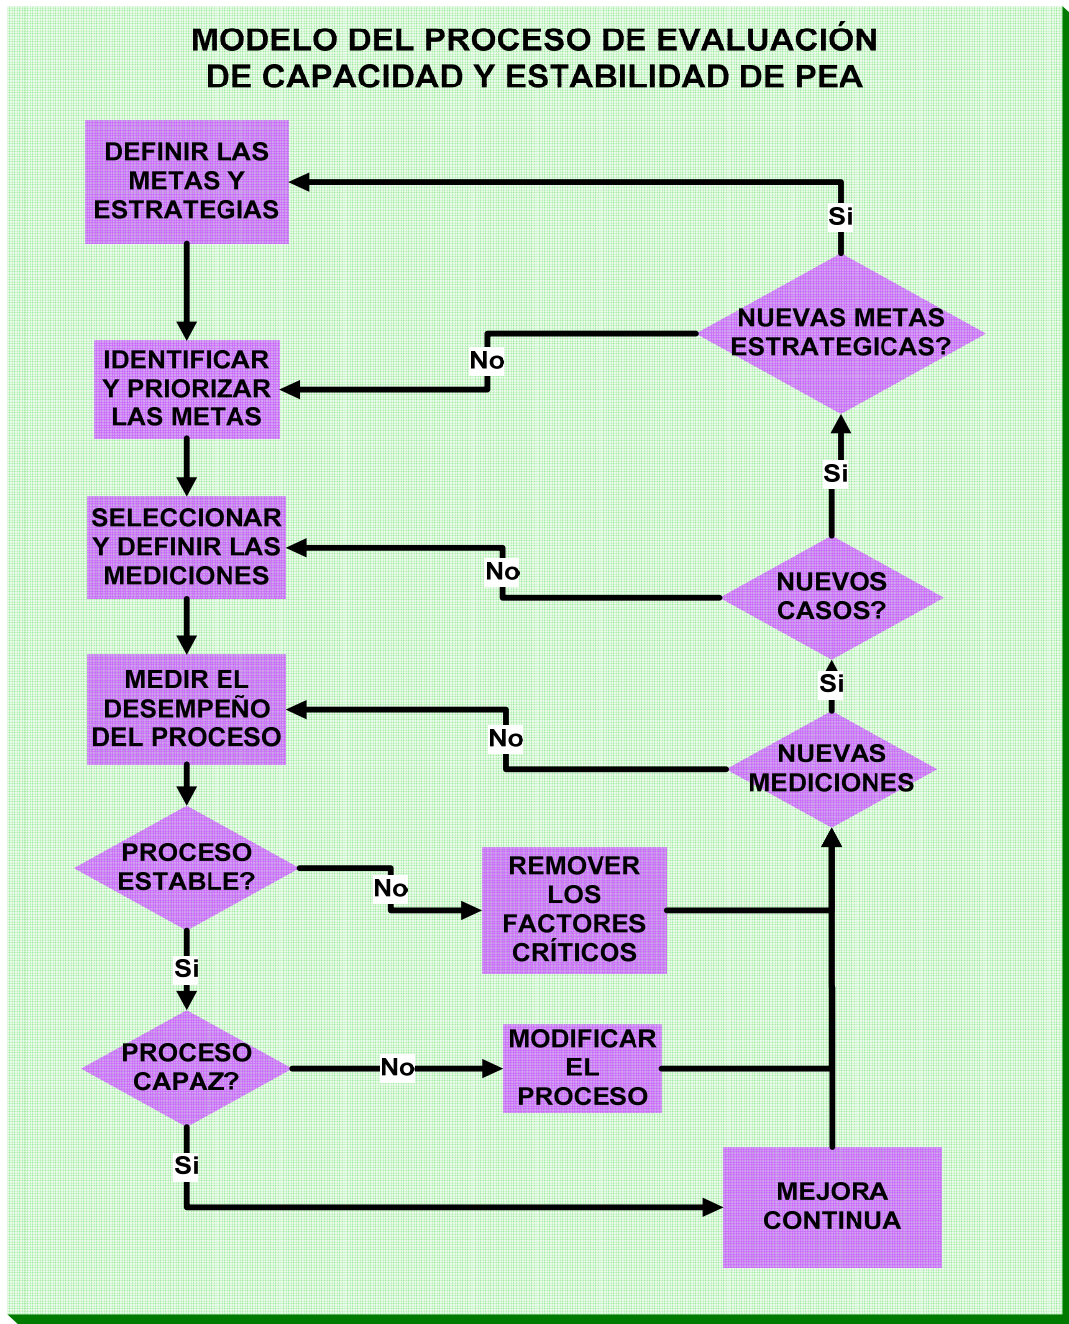 MODELO DEL PROCESO DE EVALUACIÓN
DE CAPACIDAD Y ESTABILIDAD DE PEA
DEFINIR LAS
METAS Y
ESTRATEGIAS
Si
NUEVAS METAS
ESTRATEGICAS?
No
IDENTIFICAR
Y PRIORIZAR
LAS METAS
Si
SELECCIONAR
Y DEFINIR LAS
MEDICIONES
No
NUEVOS
CASOS?
Si
MEDIR EL
DESEMPEÑO
DEL PROCESO
No
NUEVAS
MEDICIONES
PROCESO
ESTABLE?
No
REMOVER
LOS
FACTORES
CRÍTICOS
Si
PROCESO
CAPAZ?
No
MODIFICAR
EL
PROCESO
Si
MEJORA
CONTINUA